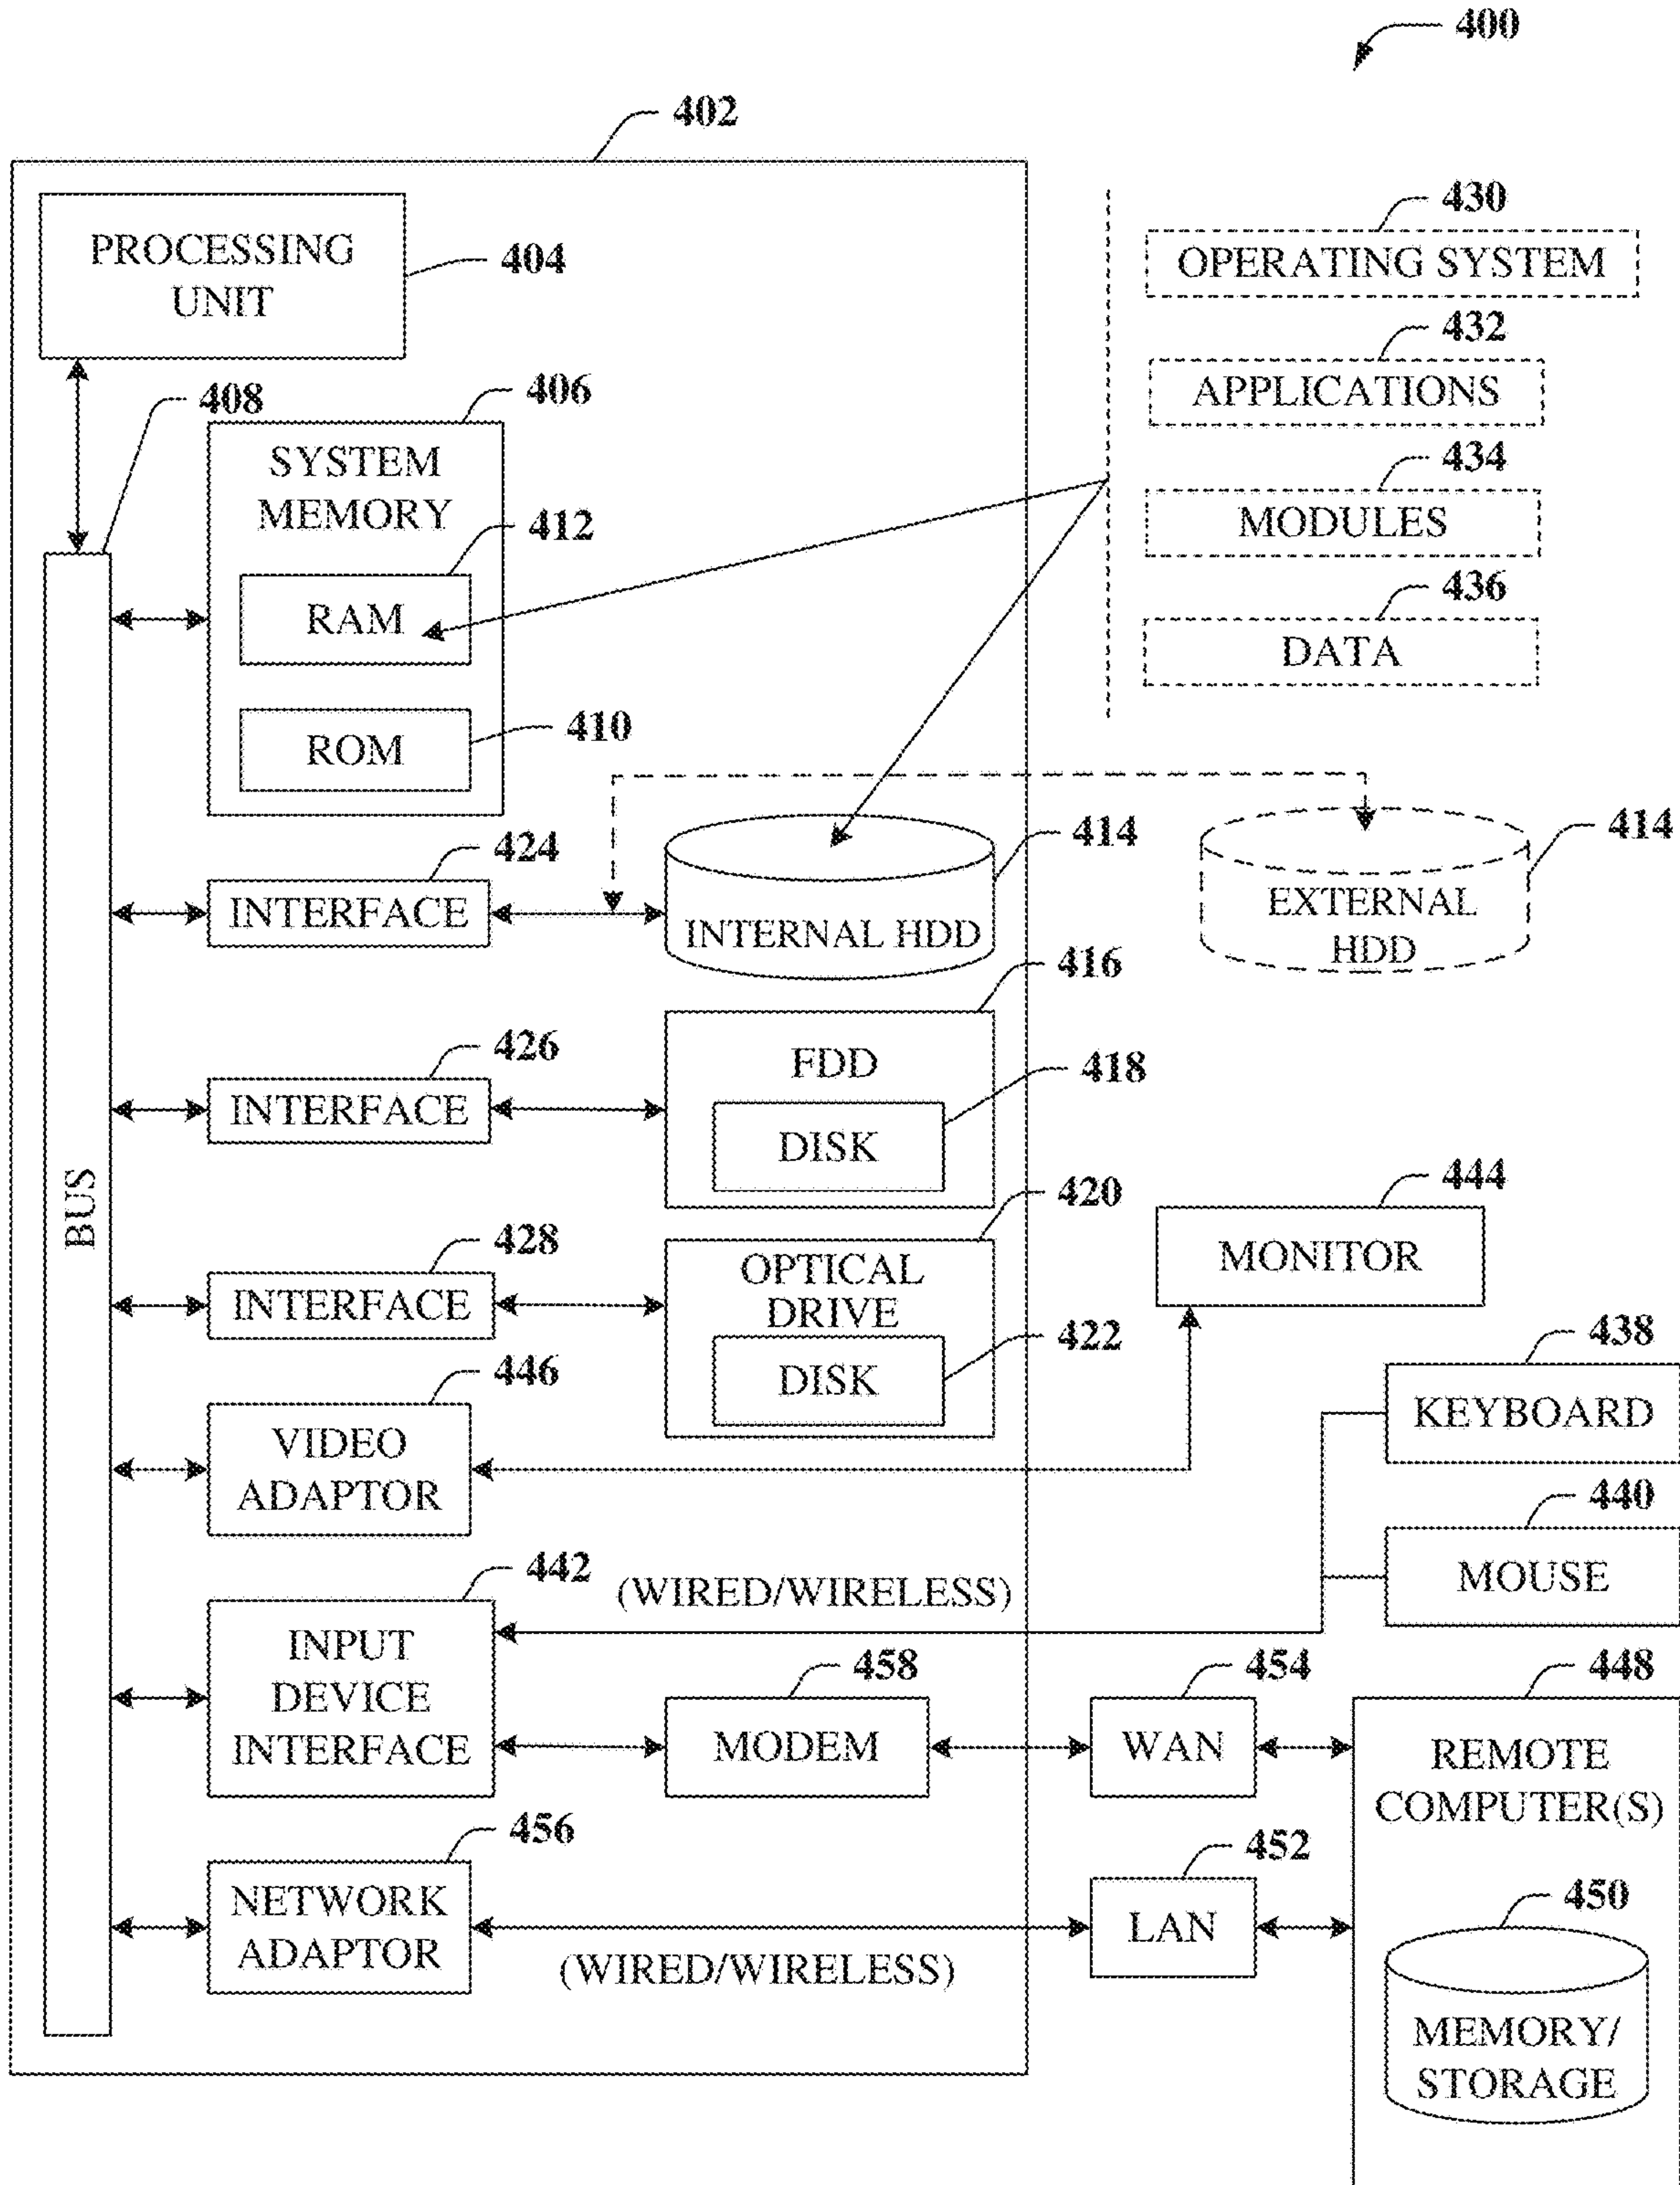 400
402
PROCESSING
UNIT
404
430
OPERATING SYSTEM
432
APPLICATIONS
434
MODULES
436
DATA
408
406
SYSTEM
MEMORY
412
RAM
410
ROM
BUS
424
INTERFACE
414
INTERNAL HDD
414
EXTERNAL
HDD
426
INTERFACE
416
FDD
418
DISK
428
INTERFACE
420
OPTICAL
DRIVE
422
DISK
444
MONITOR
446
VIDEO
ADAPTOR
438
KEYBOARD
440
MOUSE
442
(WIRED/WIRELESS)
INPUT
DEVICE
INTERFACE
458
MODEM
454
WAN
448
REMOTE
COMPUTER(S)
456
NETWORK
ADAPTOR
(WIRED/WIRELESS)
452
LAN
450
MEMORY/
STORAGE